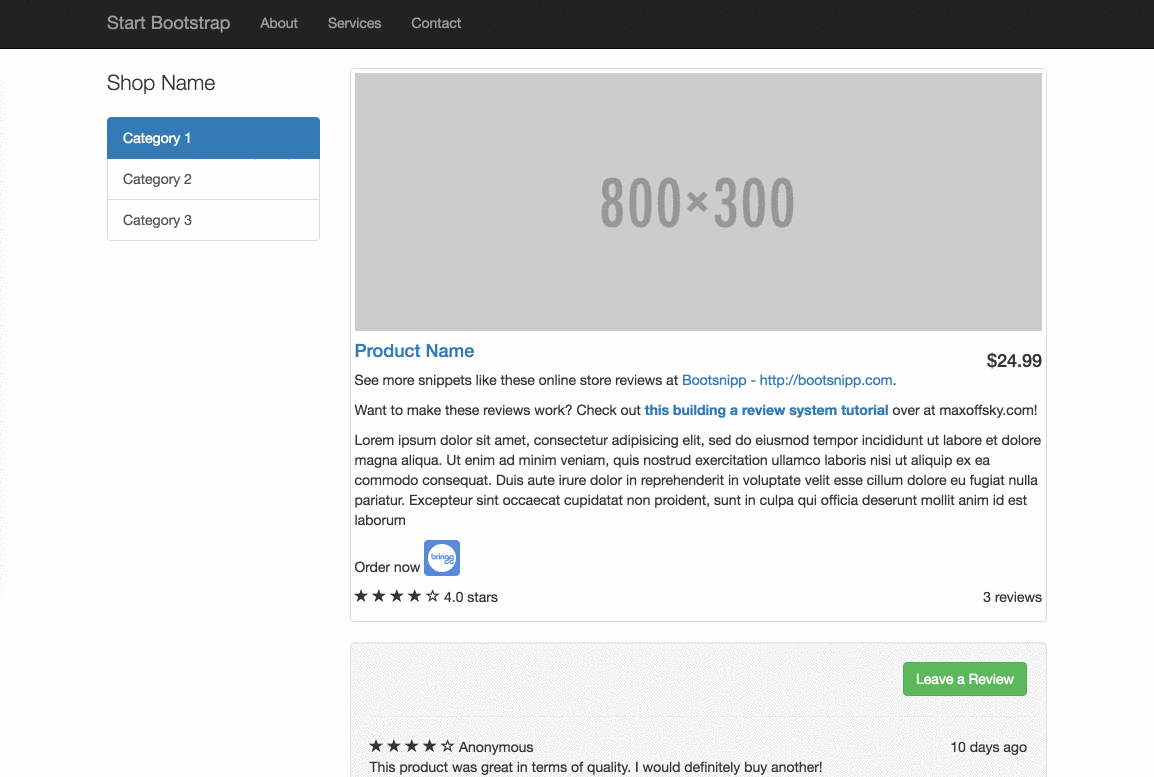 Start Bootstrap About Services Contact
Shop Name
Category 1
Category 2
Category 3
800×300
Product Name
$24.99
See more snippets like these online store reviews at Bootsnipp - http://bootsnipp.com.
Want to make these reviews work? Check out this building a review system tutorial over at maxoffsky.com!
Lorem ipsum dolor sit amet, consectetur adipisicing elit, sed do eiusmod tempor incididunt ut labore et dolore
magna aliqua. Ut enim ad minim veniam, quis nostrud exercitation ullamco laboris nisi ut aliquip ex ea
commodo consequat. Duis aute irure dolor in reprehenderit in voluptate velit esse cillum dolore eu fugiat nulla
pariatur. Excepteur sint occaecat cupidatat non proident, sunt in culpa qui officia deserunt mollit anim id est
laborum
Order now bringg
★ ★ ★ ★ ☆ 4.0 stars 3 reviews
Leave a Review
★ ★ ★ ★ ☆ Anonymous 10 days ago
This product was great in terms of quality. I would definitely buy another!